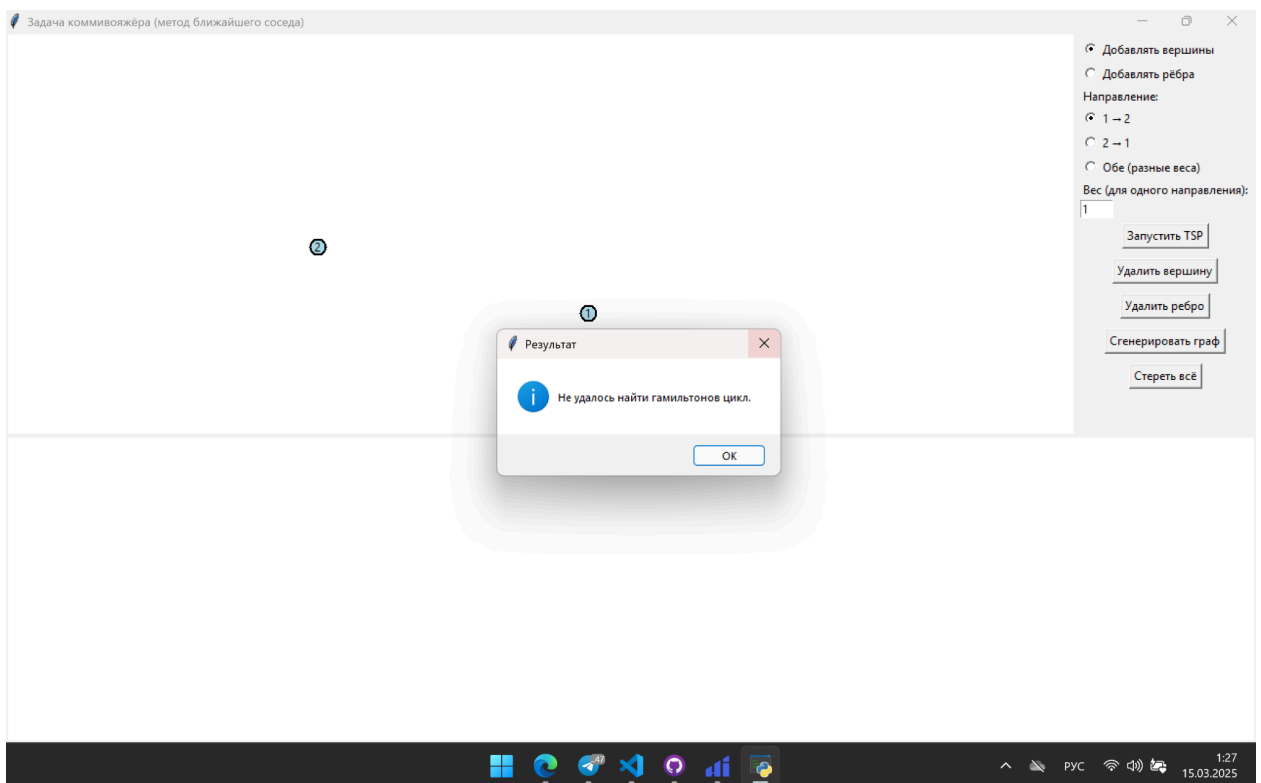 Задача коммивояжёра (метод ближайшего соседа)
Добавлять вершины
Добавлять рёбра
Направление:
1 → 2
2 → 1
Обе (разные веса)
Вес (для одного направления):
1
Запустить TSP
Удалить вершину
Удалить ребро
Сгенерировать граф
Стереть всё
2
1
Результат
Не удалось найти гамильтонов цикл.
ОК
47
РУС
1:27
15.03.2025